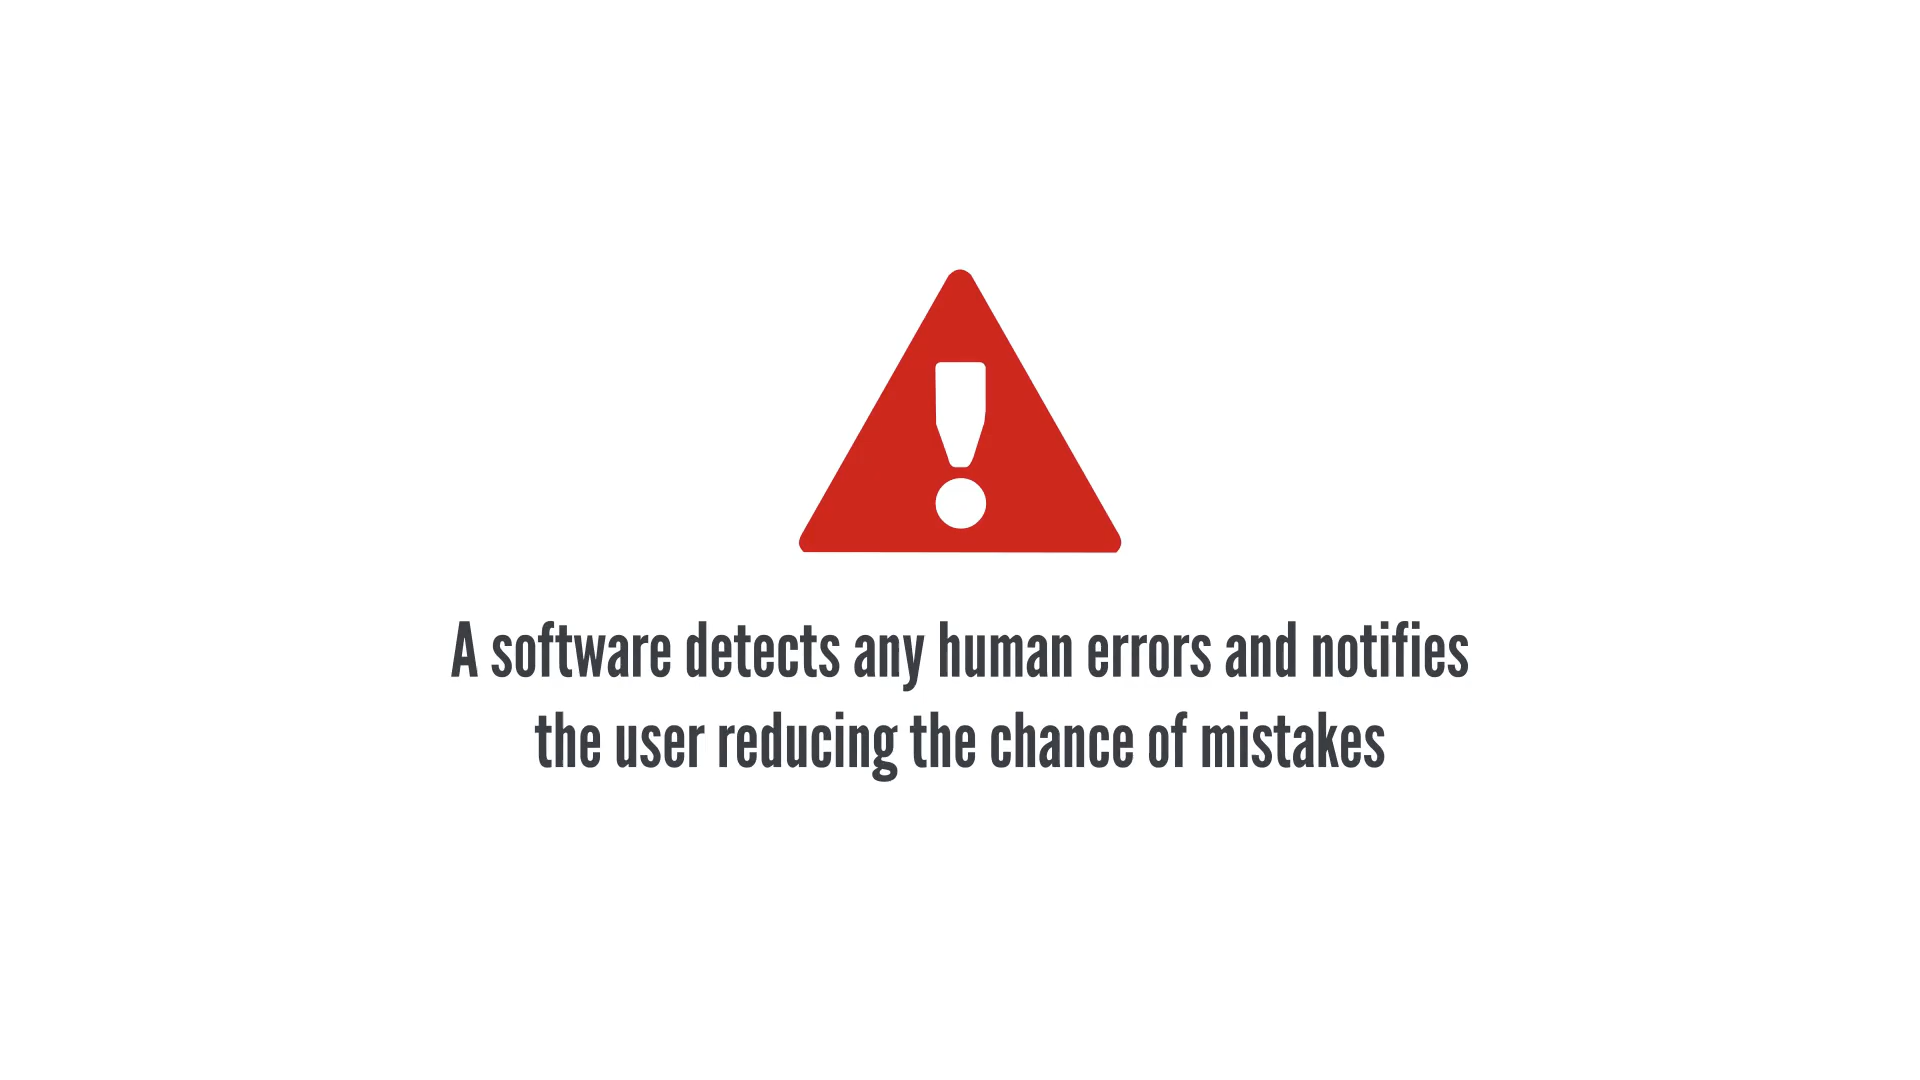 A software detects any human errors and notifies
the user reducing the chance of mistakes